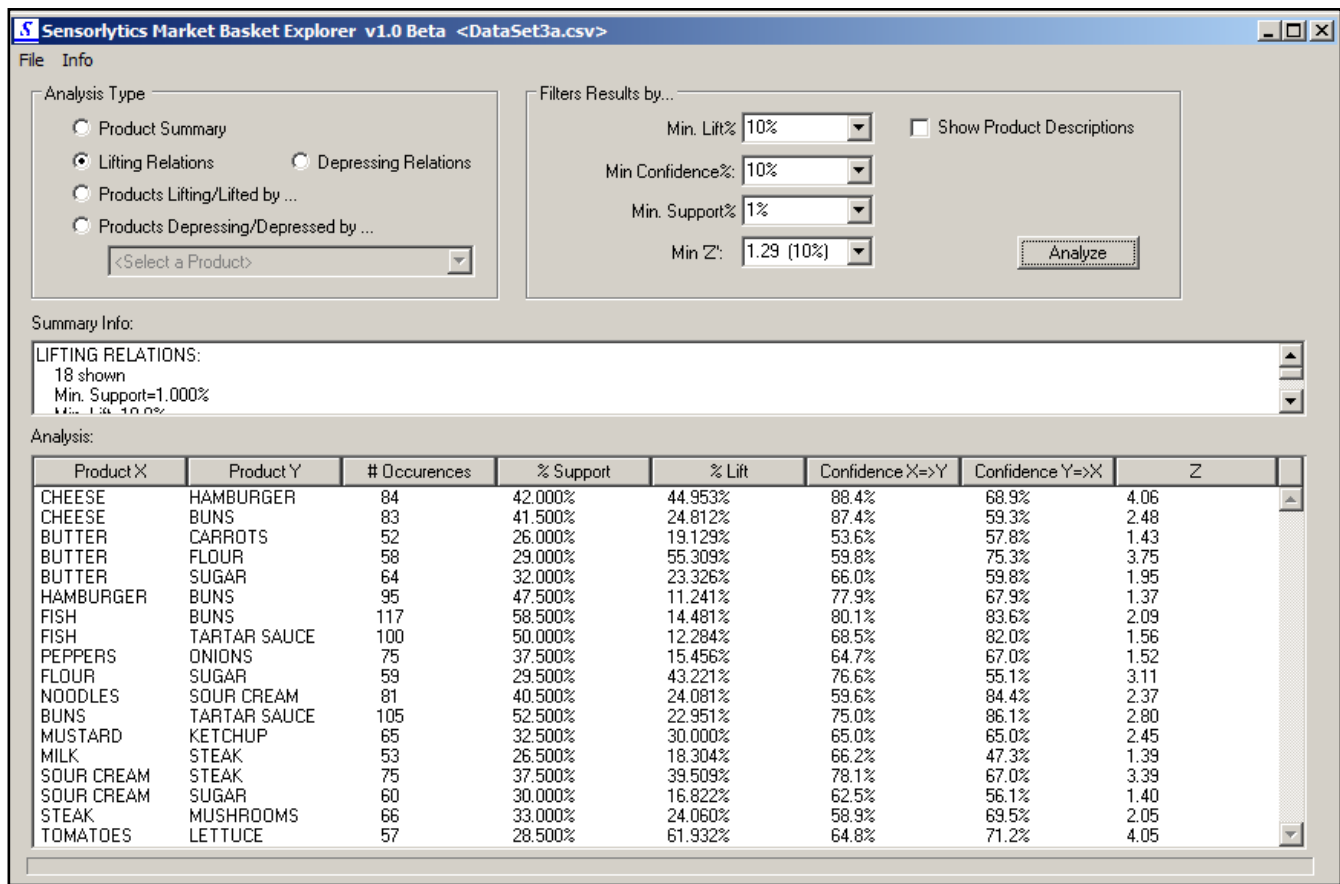 Sensorlytics Market Basket Explorer v1.0 Beta <DataSet3a.csv>
File Info
Analysis Type
Product Summary
Lifting Relations Depressing Relations
Products Lifting/Lifted by ...
Products Depressing/Depressed by ...
<Select a Product>
Filters Results by...
Min. Lift% 10% Show Product Descriptions
Min Confidence%: 10%
Min. Support% 1%
Min 'Z': 1.29 (10%) Analyze
Summary Info:
LIFTING RELATIONS:
18 shown
Min. Support=1.000%
Min. Lift=10.0%
Analysis:
Product X Product Y # Occurences % Support % Lift Confidence X=>Y Confidence Y=>X Z
CHEESE HAMBURGER 84 42.000% 44.953% 88.4% 68.9% 4.06
CHEESE BUNS 83 41.500% 24.812% 87.4% 59.3% 2.48
BUTTER CARROTS 52 26.000% 19.129% 53.6% 57.8% 1.43
BUTTER FLOUR 58 29.000% 55.309% 59.8% 75.3% 3.75
BUTTER SUGAR 64 32.000% 23.326% 66.0% 59.8% 1.95
HAMBURGER BUNS 95 47.500% 11.241% 77.9% 67.9% 1.37
FISH BUNS 117 58.500% 14.481% 80.1% 83.6% 2.09
FISH TARTAR SAUCE 100 50.000% 12.284% 68.5% 82.0% 1.56
PEPPERS ONIONS 75 37.500% 15.456% 64.7% 67.0% 1.52
FLOUR SUGAR 59 29.500% 43.221% 76.6% 55.1% 3.11
NOODLES SOUR CREAM 81 40.500% 24.081% 59.6% 84.4% 2.37
BUNS TARTAR SAUCE 105 52.500% 22.951% 75.0% 86.1% 2.80
MUSTARD KETCHUP 65 32.500% 30.000% 65.0% 65.0% 2.45
MILK STEAK 53 26.500% 18.304% 66.2% 47.3% 1.39
SOUR CREAM STEAK 75 37.500% 39.509% 78.1% 67.0% 3.39
SOUR CREAM SUGAR 60 30.000% 16.822% 62.5% 56.1% 1.40
STEAK MUSHROOMS 66 33.000% 24.060% 58.9% 69.5% 2.05
TOMATOES LETTUCE 57 28.500% 61.932% 64.8% 71.2% 4.05